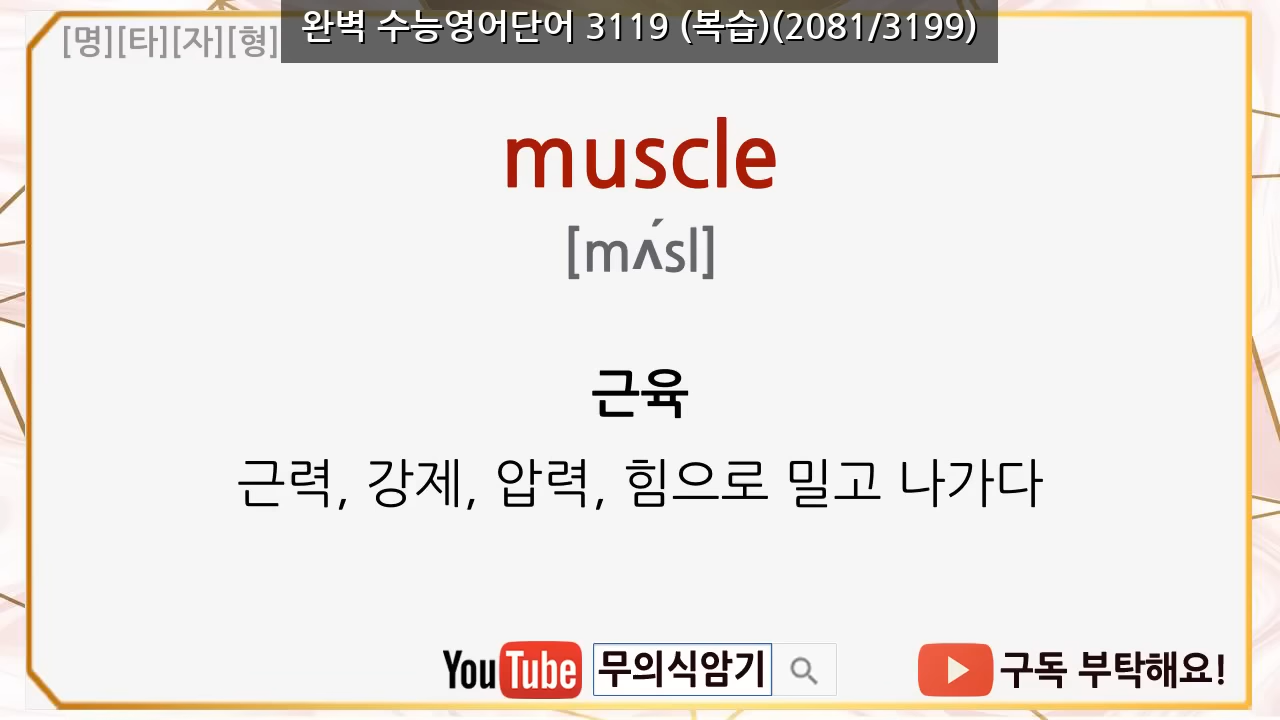 완벽 수능영어단어 3119 (복습)(2081/3199)
[명][타][자][형]
muscle
[mʌ́sl]
근육
근력, 강제, 압력, 힘으로 밀고 나가다
YouTube 무의식암기 구독 부탁해요!